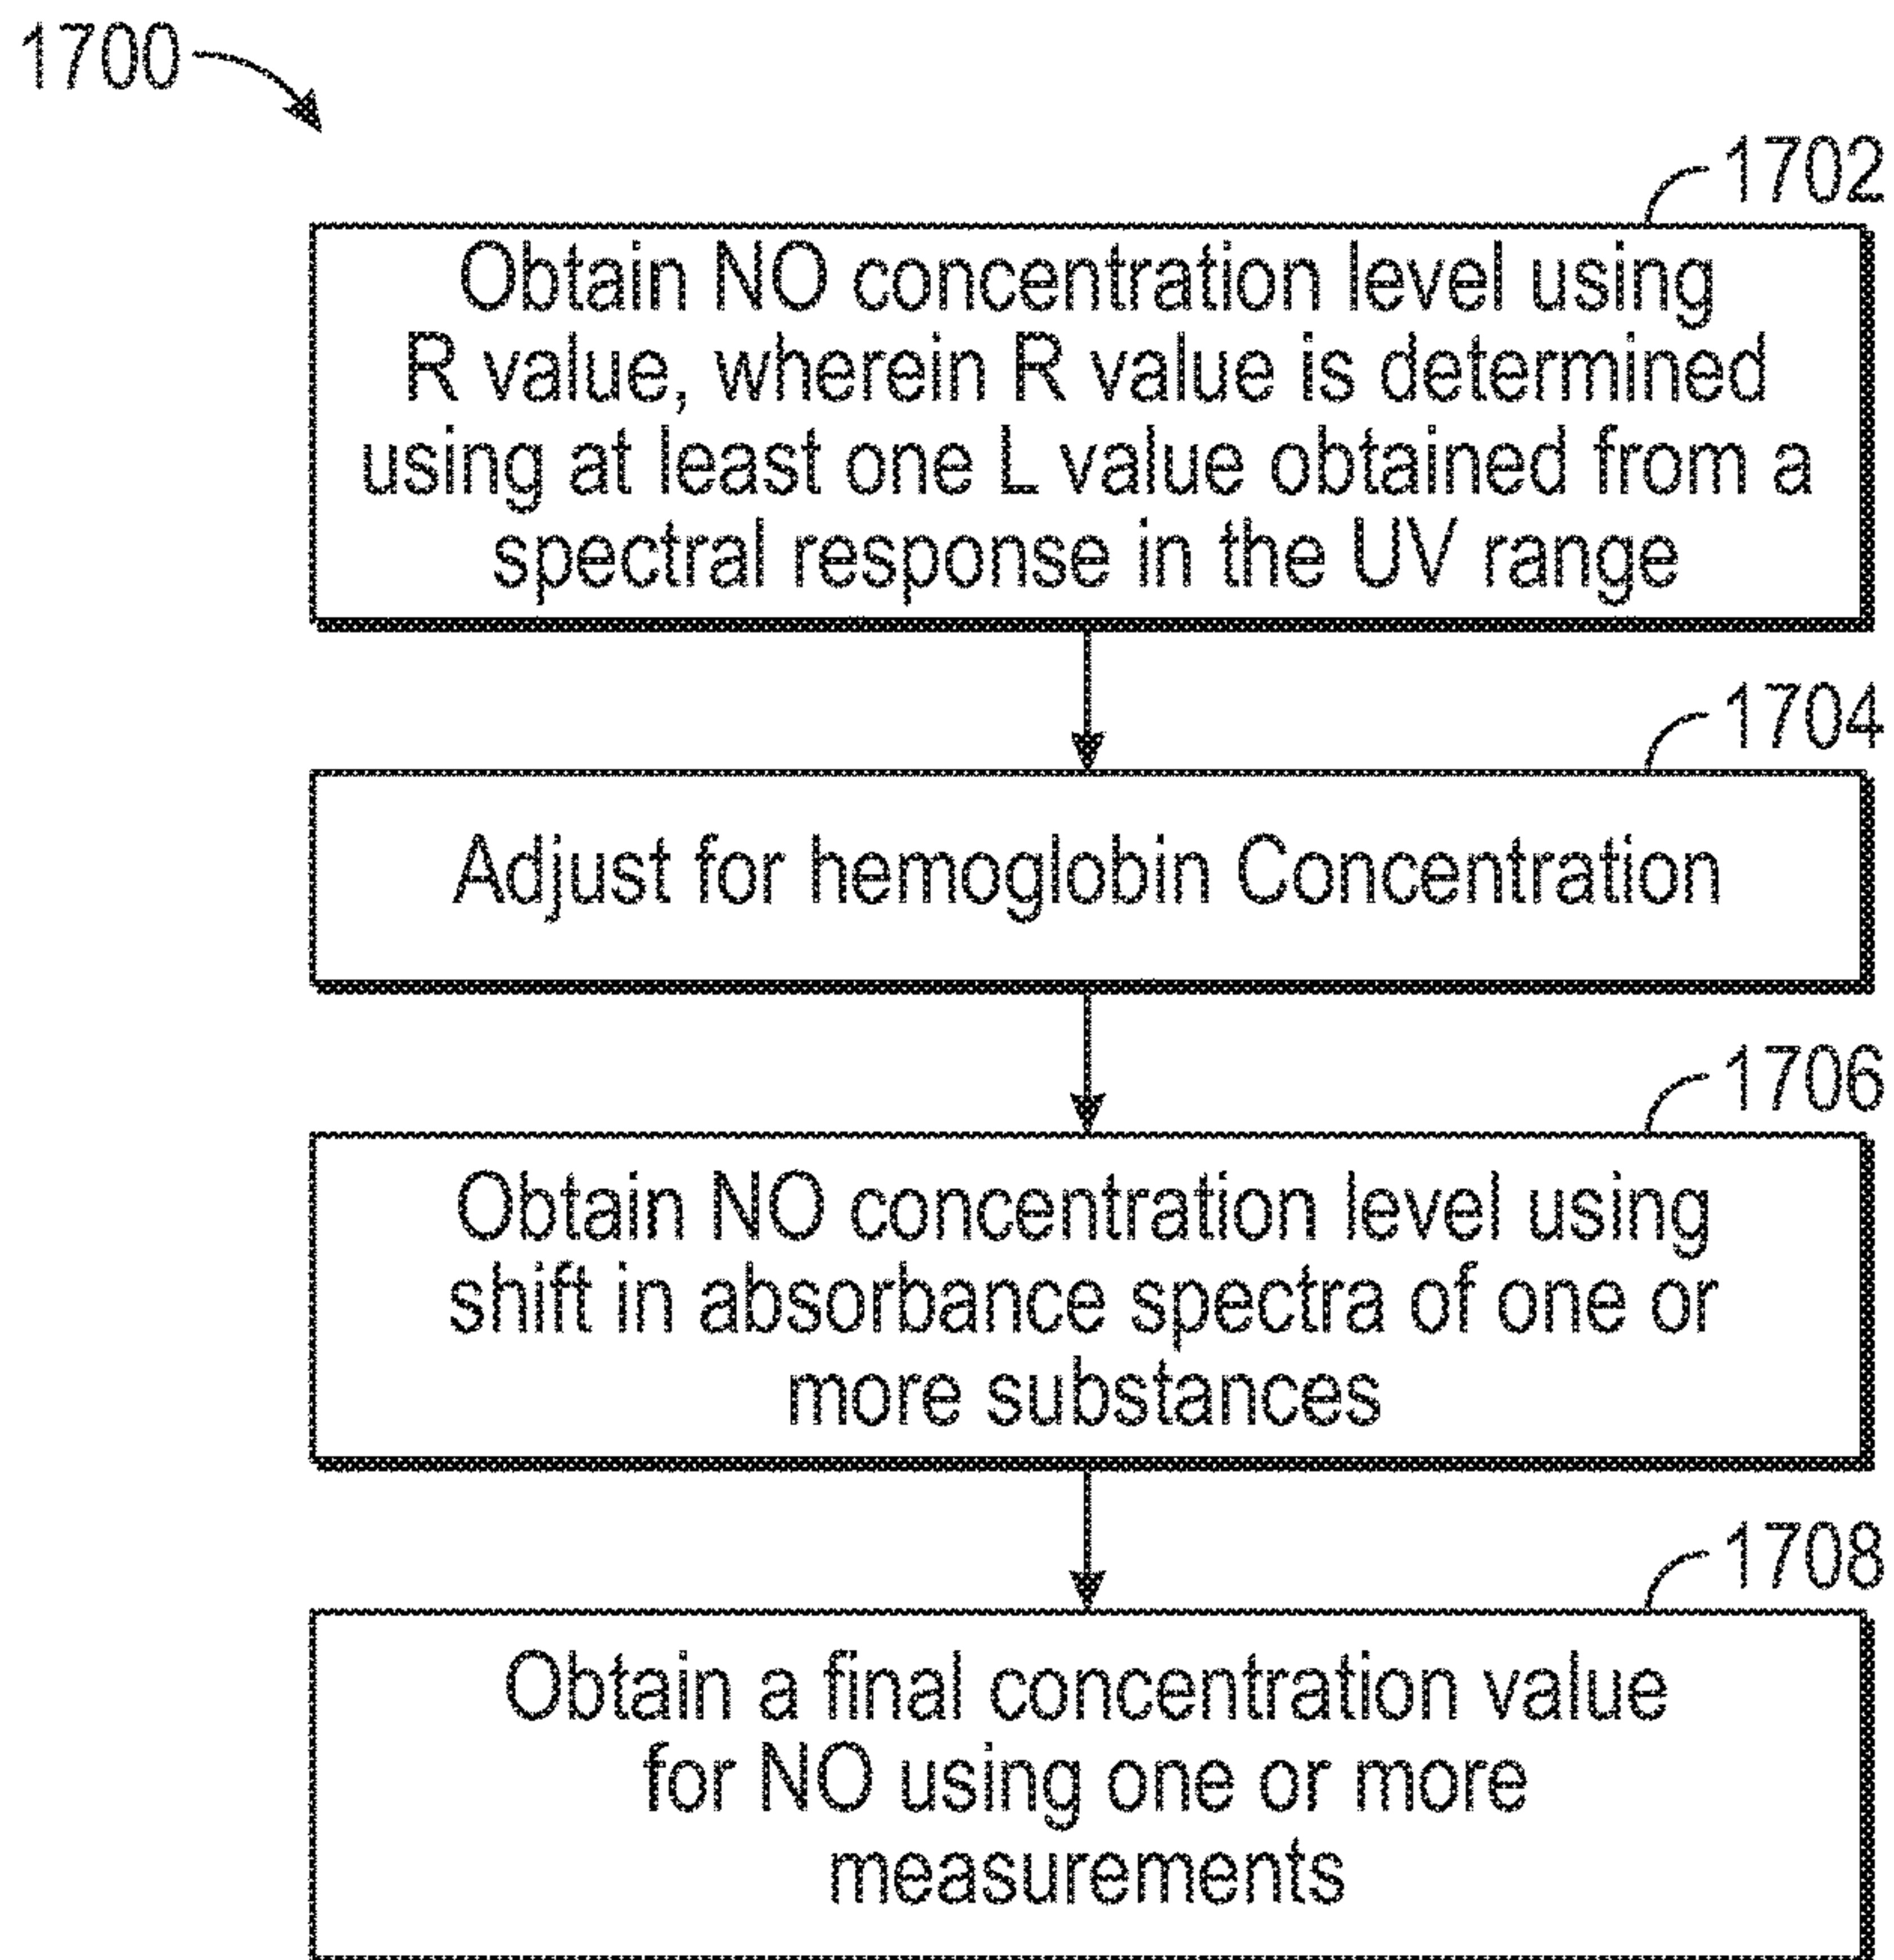 1700
1702
Obtain NO concentration level using
R value, wherein R value is determined
using at least one L value obtained from a
spectral response in the UV range
1704
Adjust for hemoglobin Concentration
1706
Obtain NO concentration level using
shift in absorbance spectra of one or
more substances
1708
Obtain a final concentration value
for NO using one or more
measurements